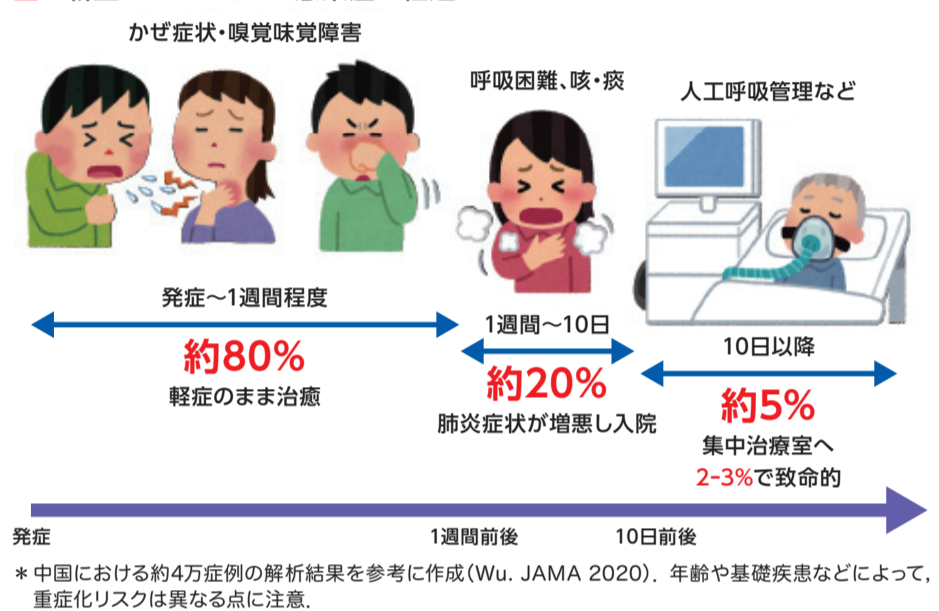 かぜ症状・嗅覚味覚障害
呼吸困難、咳・痰
人工呼吸管理など
発症～1週間程度
約80%
軽症のまま治癒
1週間～10日
約20%
肺炎症状が増悪し入院
10日以降
約5%
集中治療室へ
2-3%で致命的
発症
1週間前後
10日前後
＊中国における約4万症例の解析結果を参考に作成（Wu. JAMA 2020）．年齢や基礎疾患などによって，
重症化リスクは異なる点に注意．